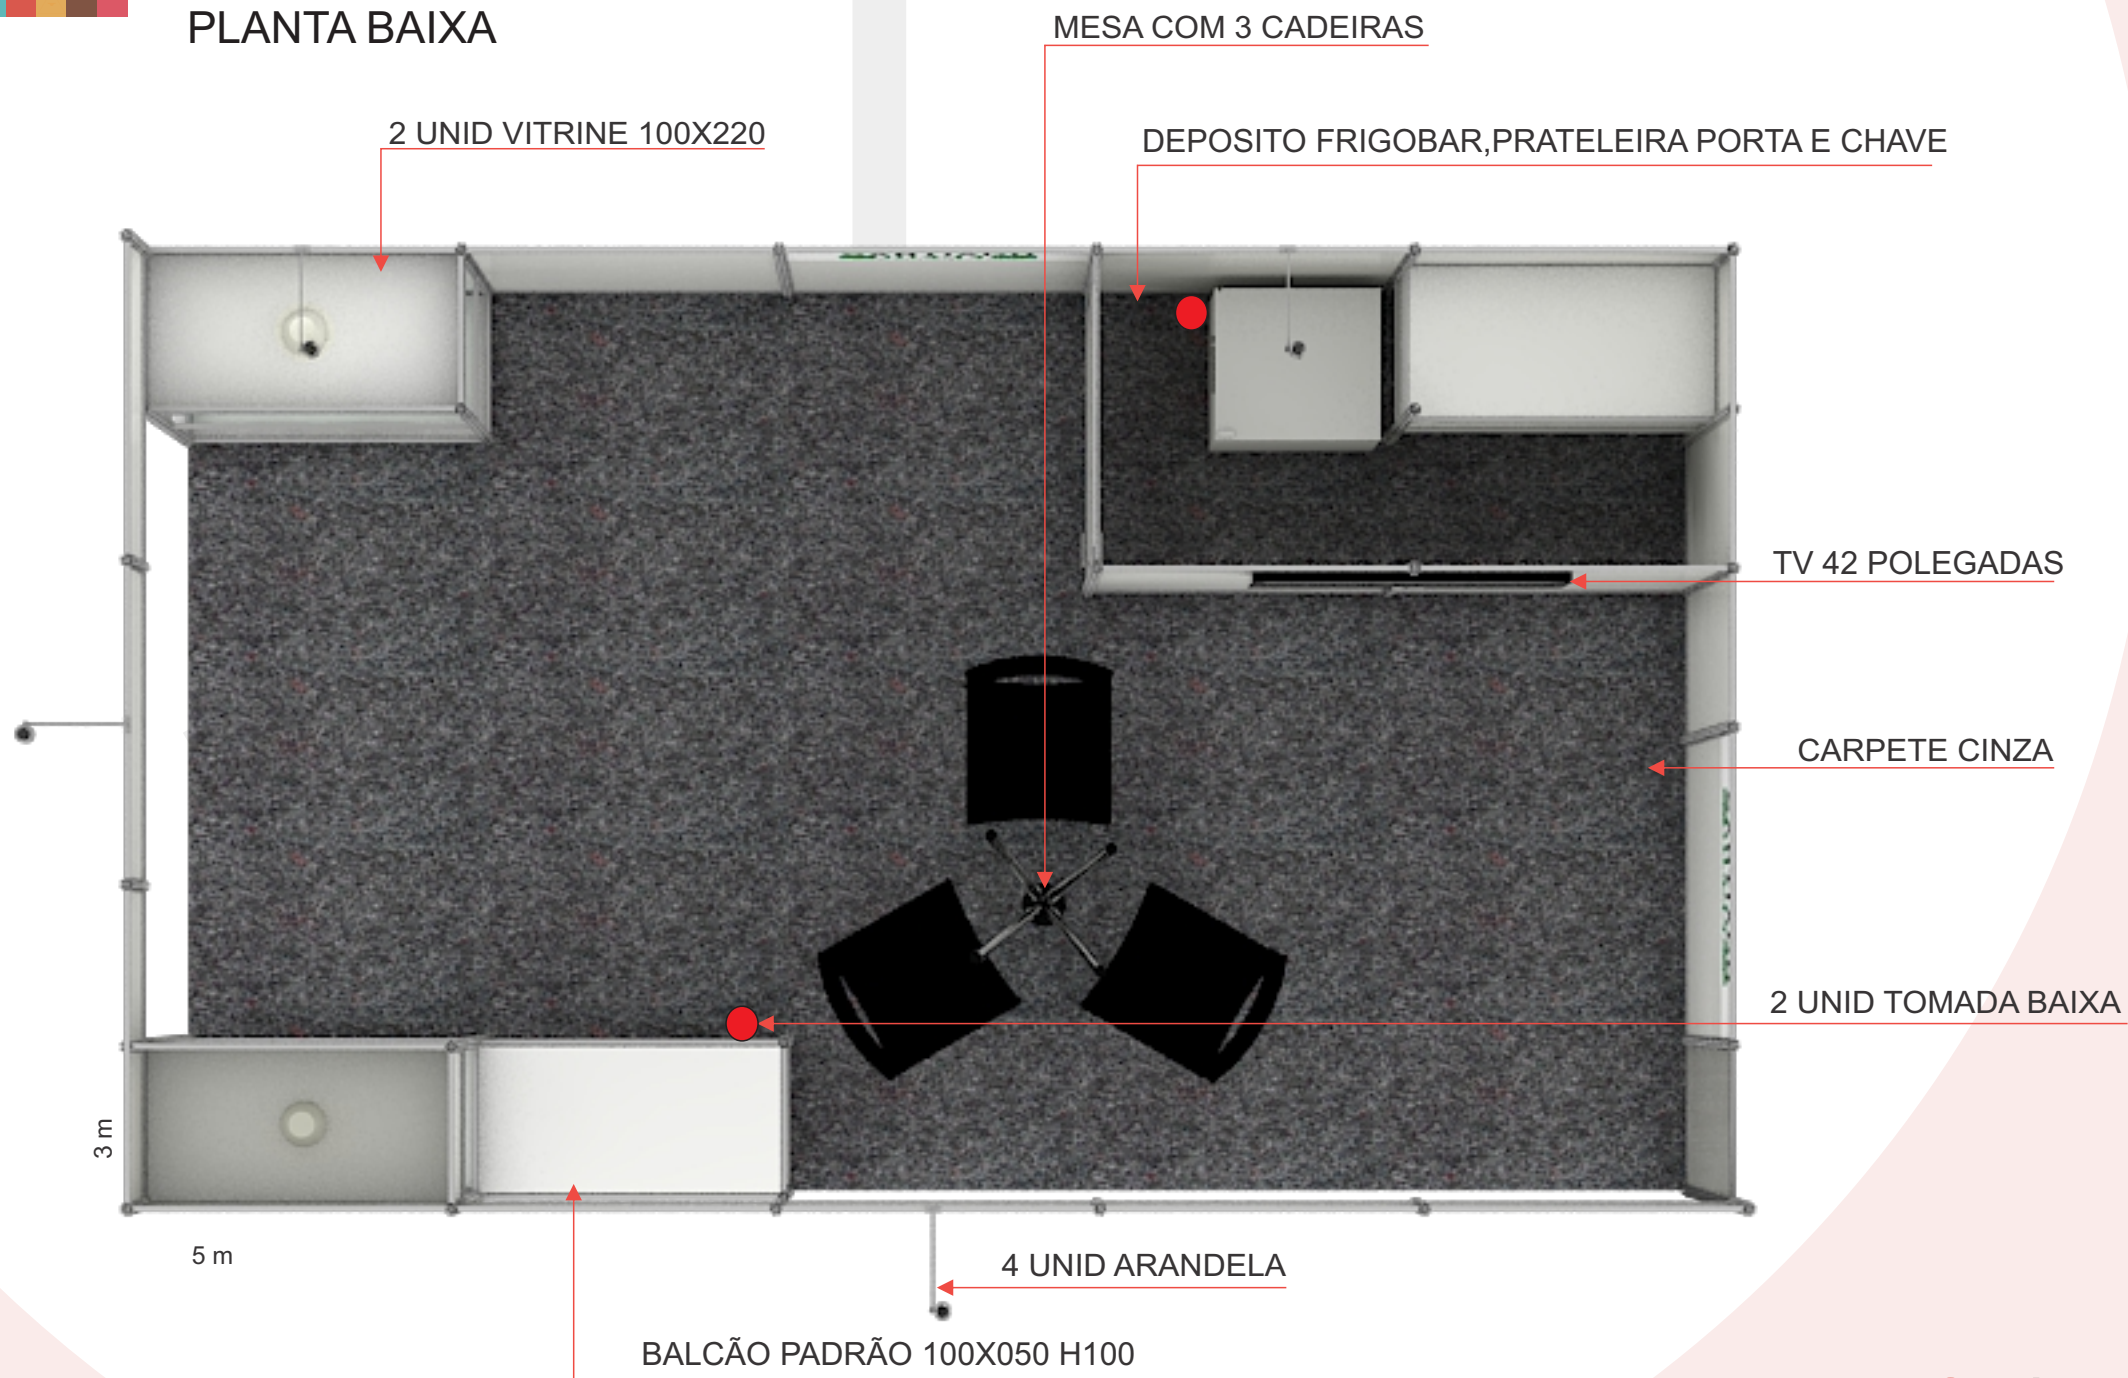 PLANTA BAIXA
MESA COM 3 CADEIRAS
2 UNID VITRINE 100X220
DEPOSITO FRIGOBAR,PRATELEIRA PORTA E CHAVE
TV 42 POLEGADAS
CARPETE CINZA
2 UNID TOMADA BAIXA
3 m
5 m
4 UNID ARANDELA
BALCÃO PADRÃO 100X050 H100